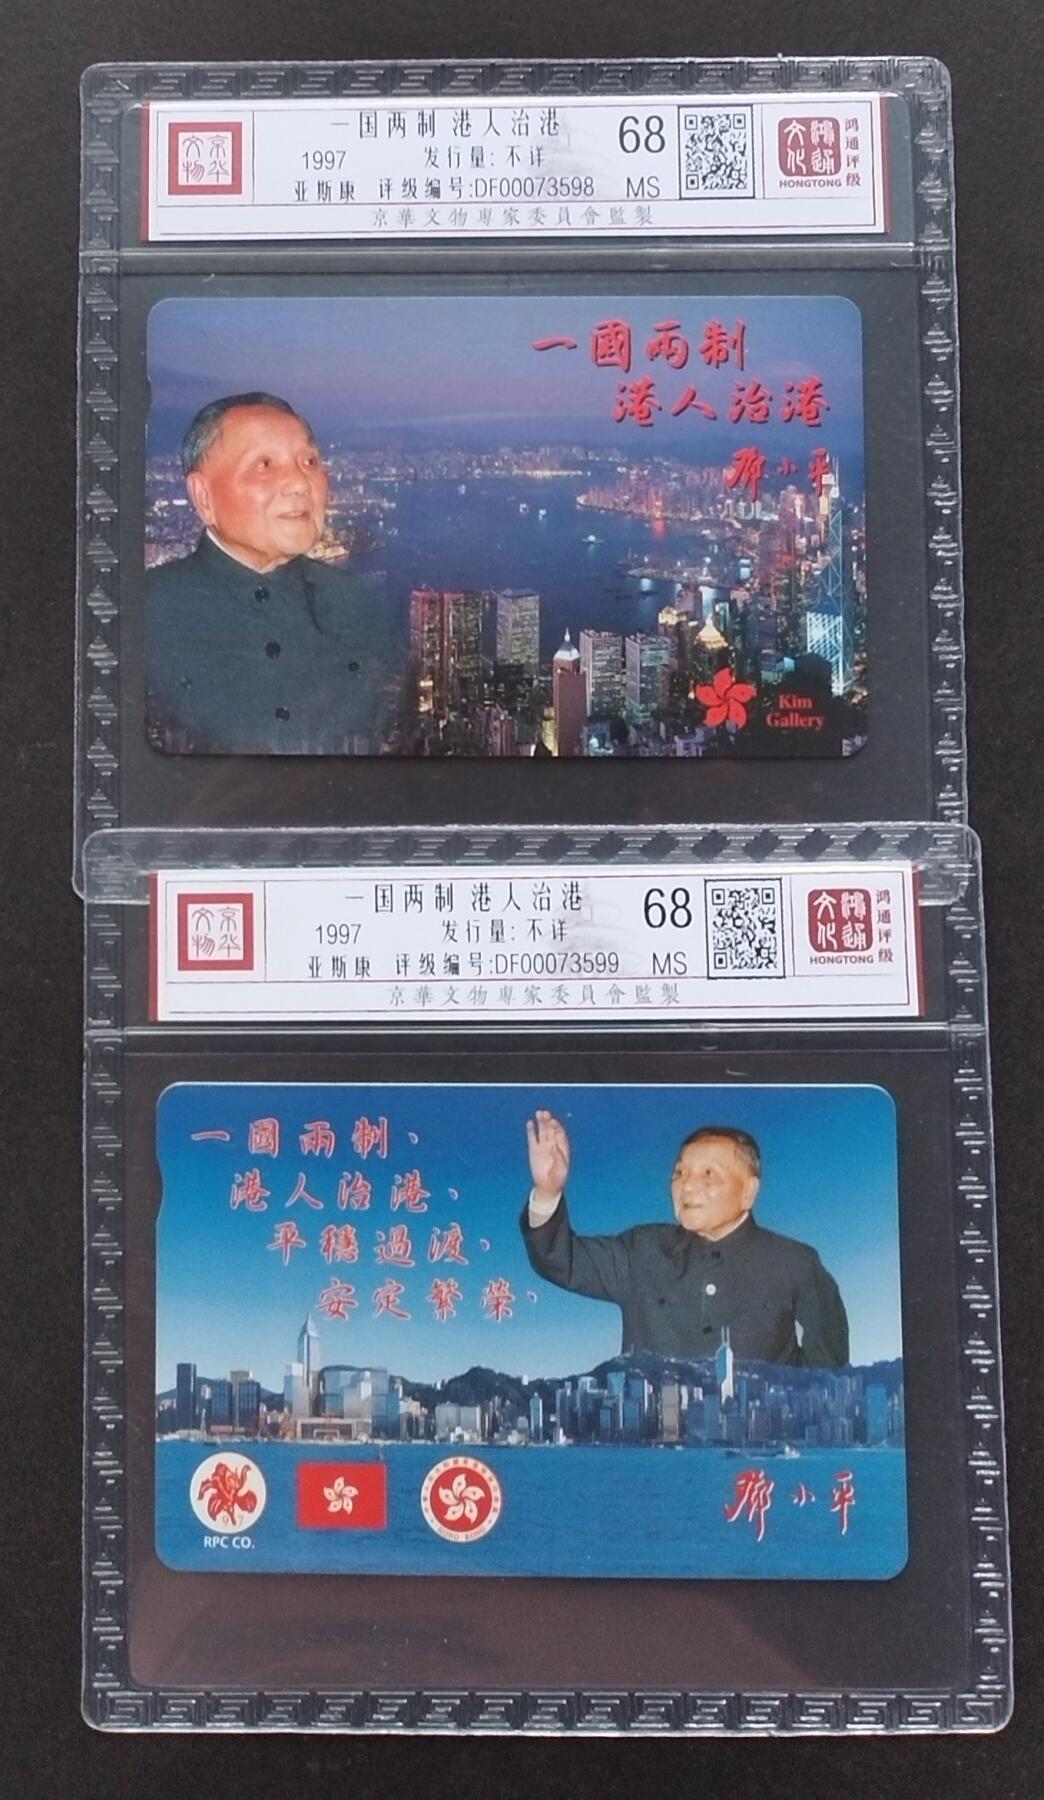 京华文物
一国两制 港人治港
68
1997
发行量: 不详
亚斯康
评级编号:DF00073598
MS
京華文物專家委員會監製
鴻通文化
HONGTONG
鸿通评级
一國兩制
港人治港
鄧小平
Kim
Gallery
京华文物
一国两制 港人治港
68
1997
发行量: 不详
亚斯康
评级编号:DF00073599
MS
京華文物專家委員會監製
鴻通文化
HONGTONG
鸿通评级
一國兩制、
港人治港、
平穩過渡、
安定繁榮、
97
RPC CO.
HONG KONG
鄧小平